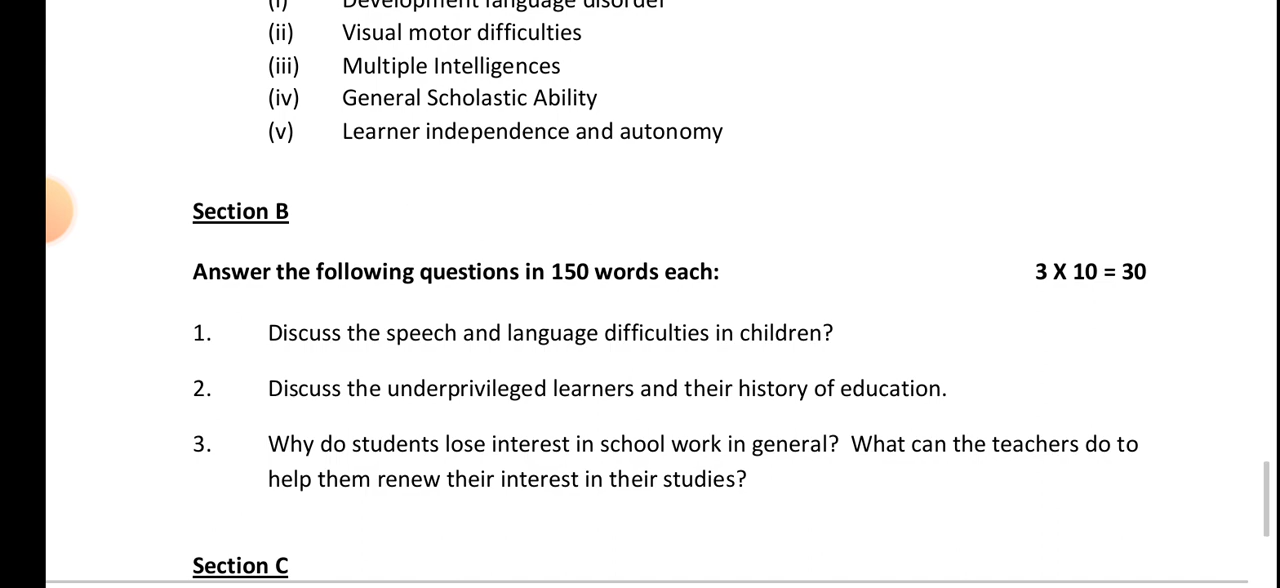 (i) Development language disorder
(ii) Visual motor difficulties
(iii) Multiple Intelligences
(iv) General Scholastic Ability
(v) Learner independence and autonomy
Section B
Answer the following questions in 150 words each: 3 X 10 = 30
1. Discuss the speech and language difficulties in children?
2. Discuss the underprivileged learners and their history of education.
3. Why do students lose interest in school work in general? What can the teachers do to
help them renew their interest in their studies?
Section C